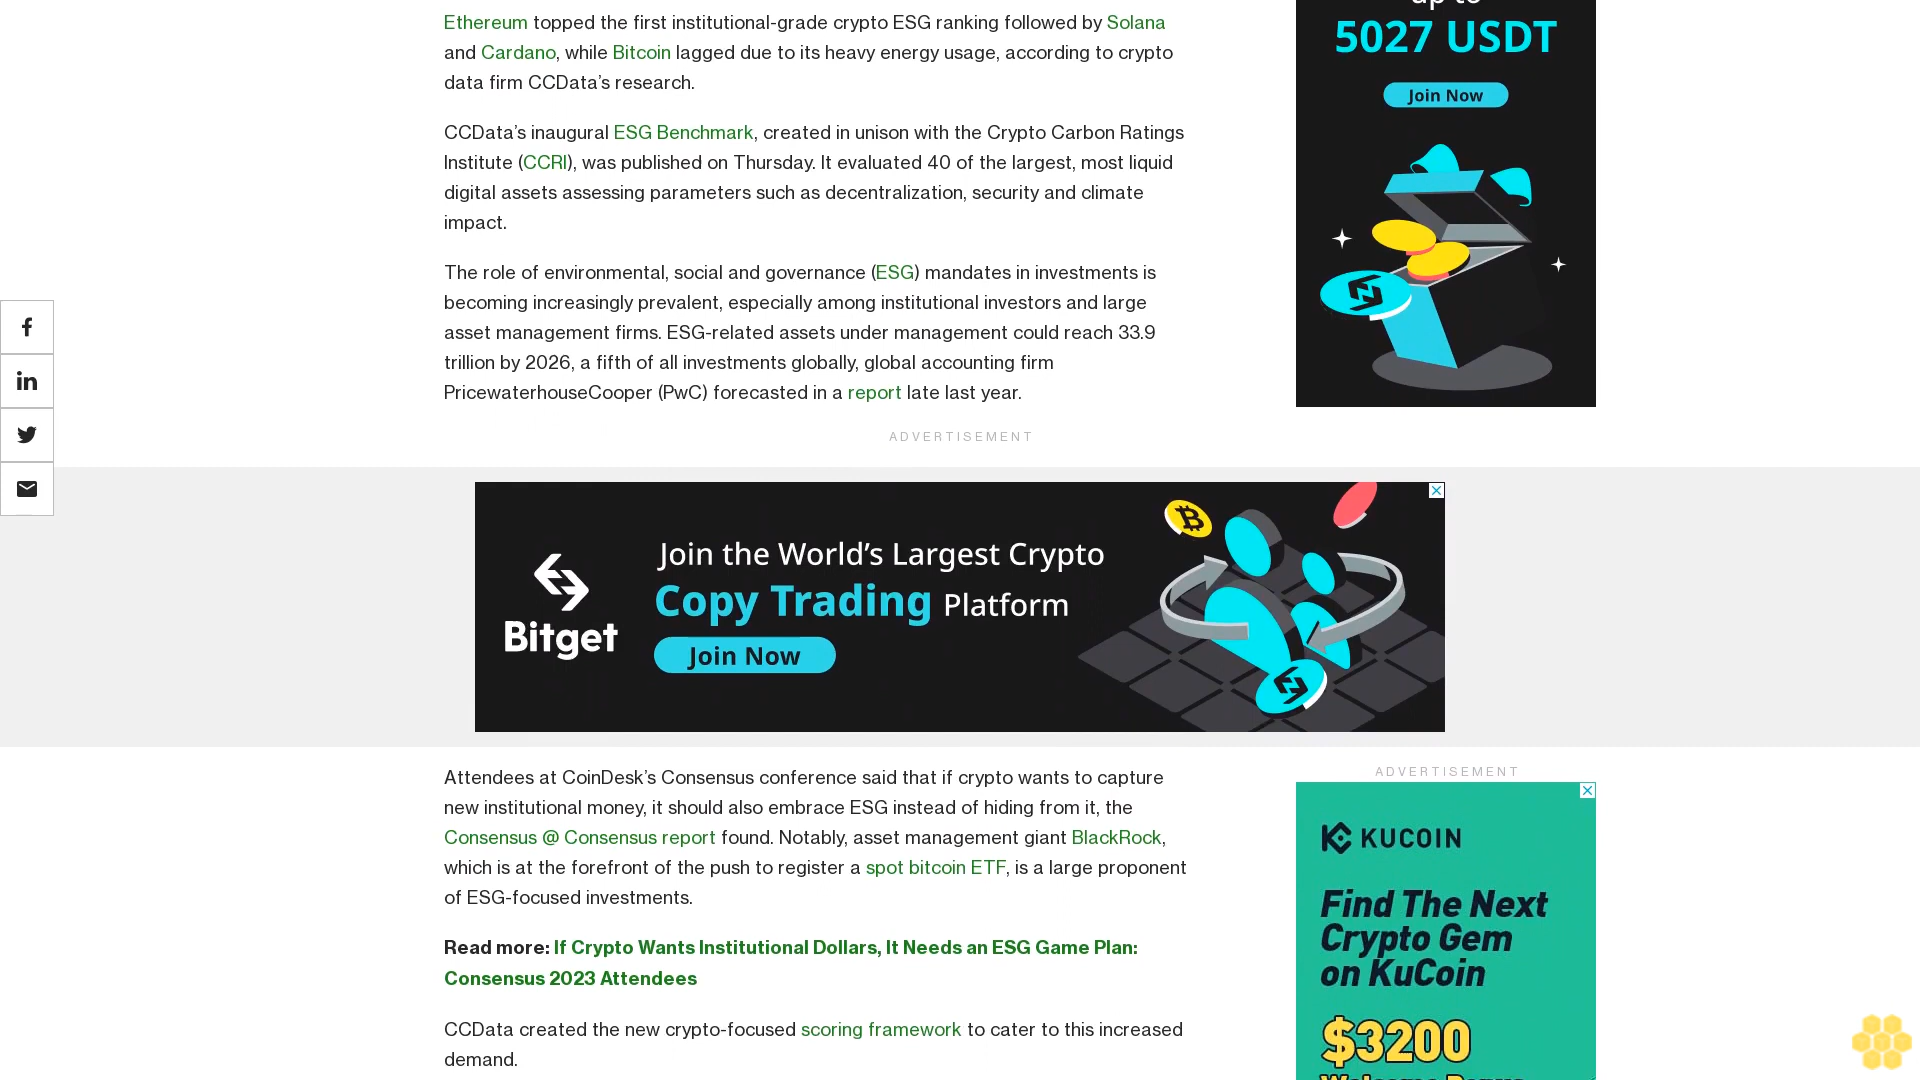 Ethereum topped the first institutional-grade crypto ESG ranking followed by Solana
and Cardano, while Bitcoin lagged due to its heavy energy usage, according to crypto
data firm CCData’s research.
CCData’s inaugural ESG Benchmark, created in unison with the Crypto Carbon Ratings
Institute (CCRI), was published on Thursday. It evaluated 40 of the largest, most liquid
digital assets assessing parameters such as decentralization, security and climate
impact.
The role of environmental, social and governance (ESG) mandates in investments is
becoming increasingly prevalent, especially among institutional investors and large
asset management firms. ESG-related assets under management could reach 33.9
trillion by 2026, a fifth of all investments globally, global accounting firm
PricewaterhouseCooper (PwC) forecasted in a report late last year.
up to
5027 USDT
Join Now
ADVERTISEMENT
Bitget
Join the World’s Largest Crypto
Copy Trading Platform
Join Now
Attendees at CoinDesk’s Consensus conference said that if crypto wants to capture
new institutional money, it should also embrace ESG instead of hiding from it, the
Consensus @ Consensus report found. Notably, asset management giant BlackRock,
which is at the forefront of the push to register a spot bitcoin ETF, is a large proponent
of ESG-focused investments.
Read more: If Crypto Wants Institutional Dollars, It Needs an ESG Game Plan:
Consensus 2023 Attendees
CCData created the new crypto-focused scoring framework to cater to this increased
demand.
ADVERTISEMENT
KUCOIN
Find The Next
Crypto Gem
on KuCoin
$3200
Welcome Bonus